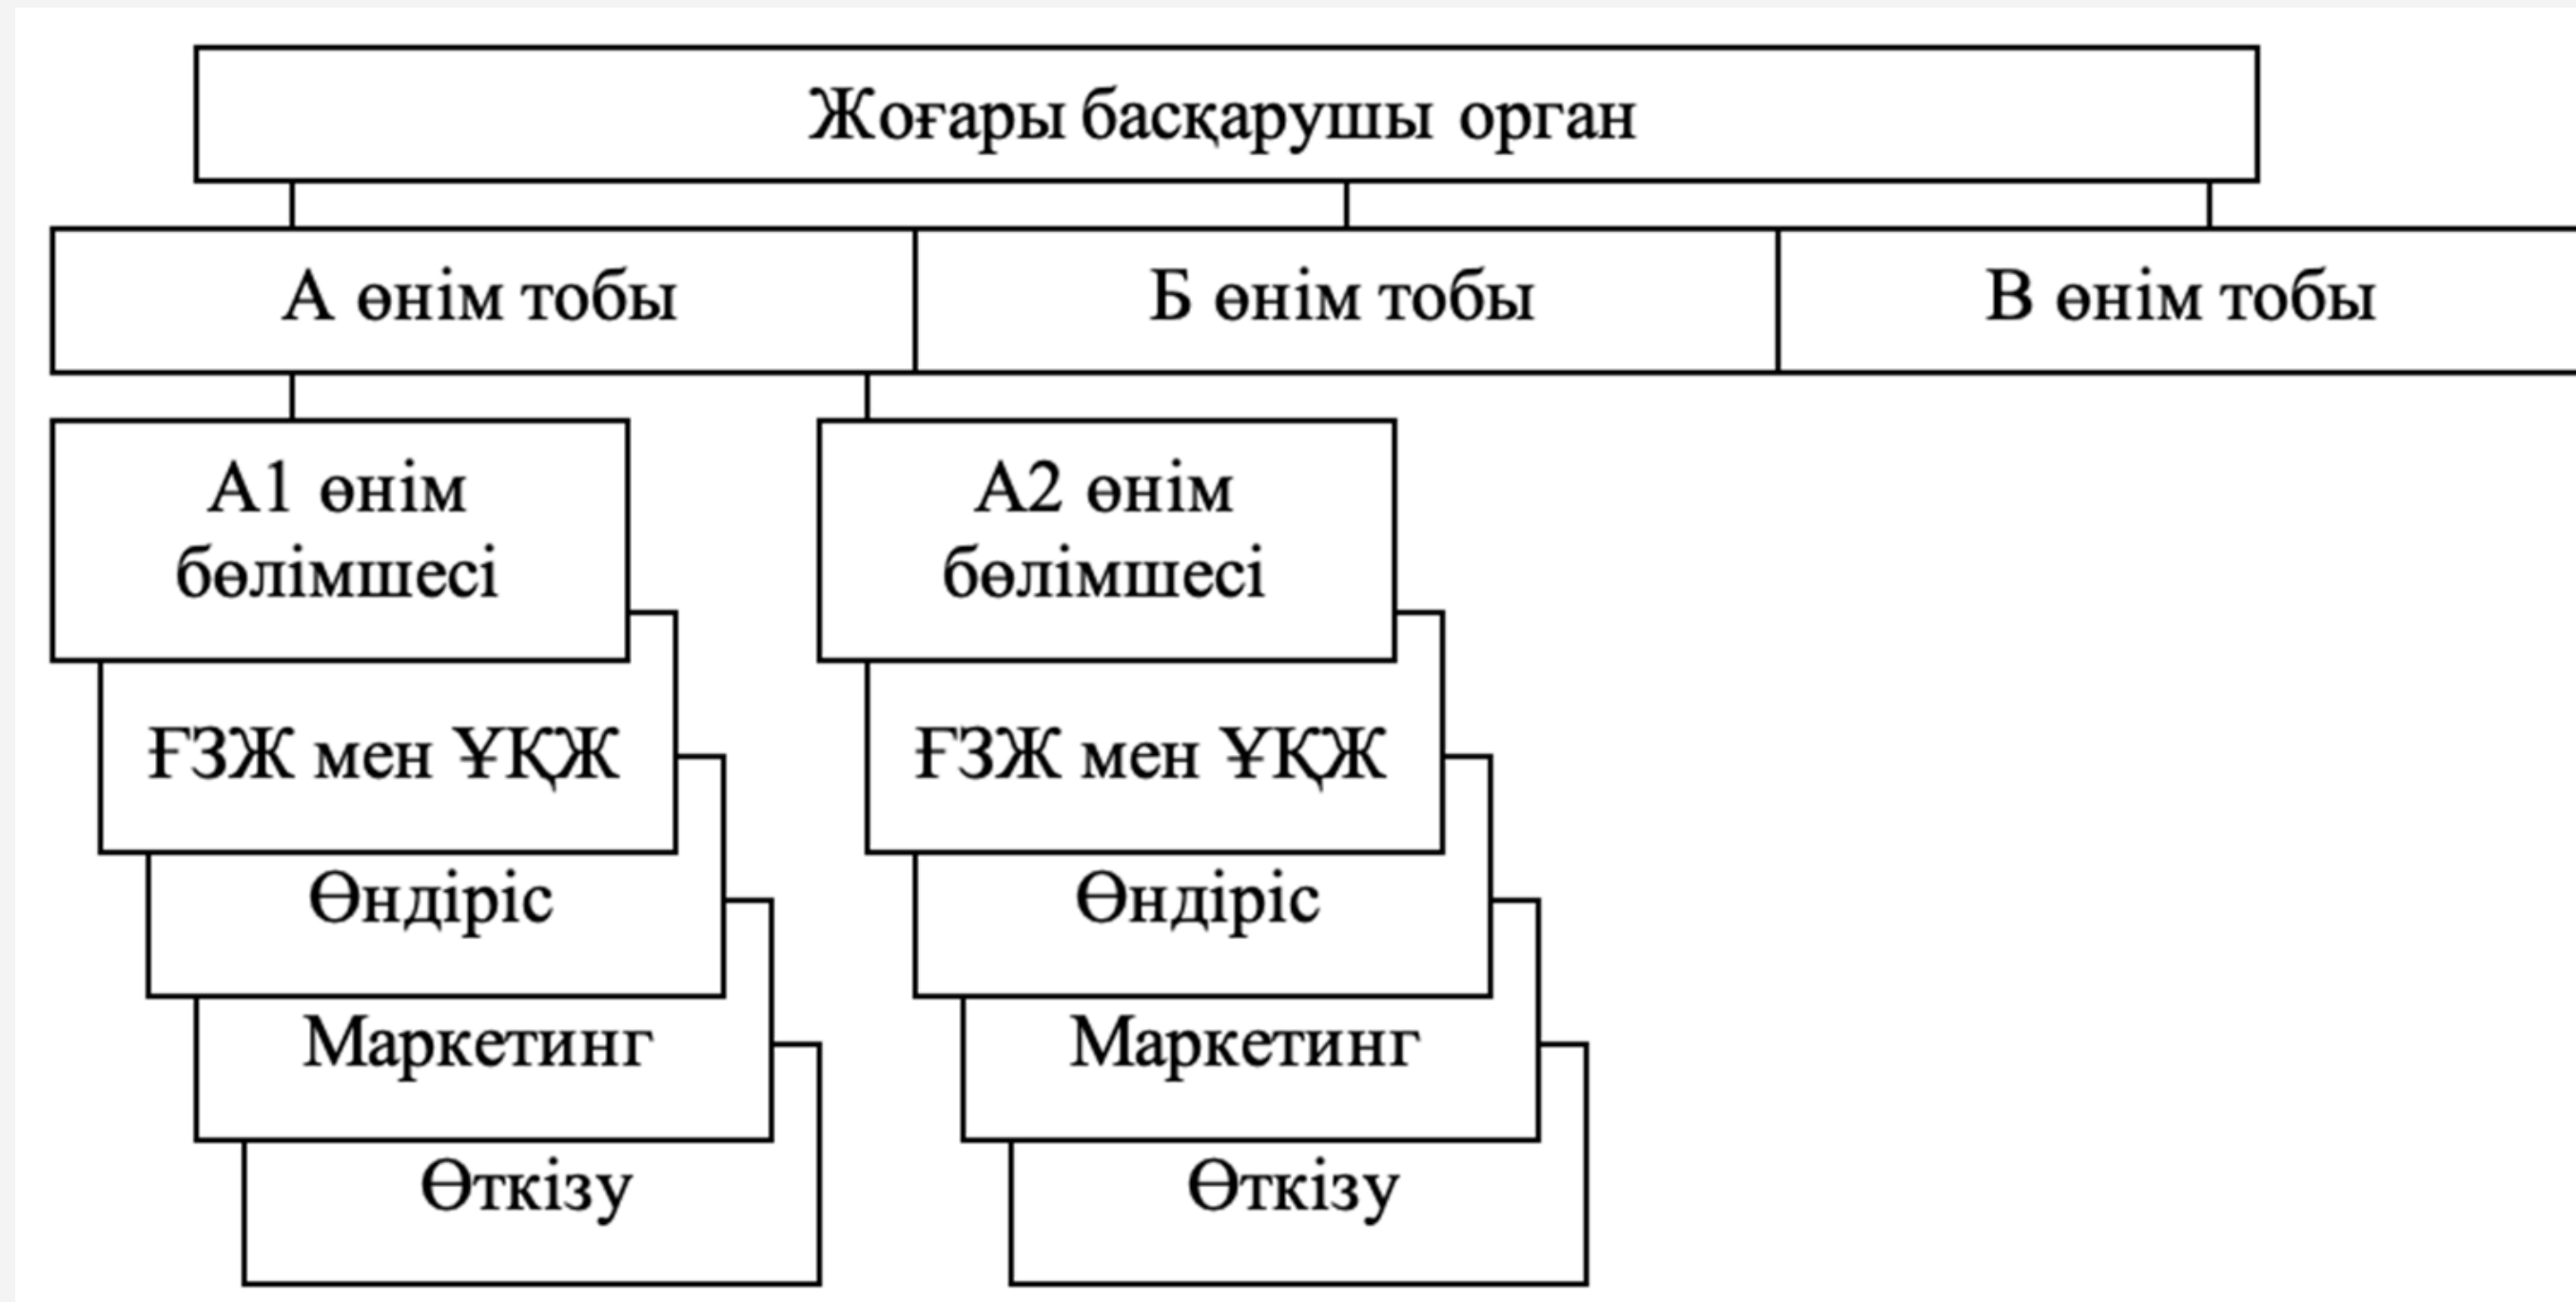 Жоғары басқарушы орган
А өнім тобы
Б өнім тобы
В өнім тобы
А1 өнім
бөлімшесі
ҒЗЖ мен ҰҚЖ
Өндіріс
Маркетинг
Өткізу
А2 өнім
бөлімшесі
ҒЗЖ мен ҰҚЖ
Өндіріс
Маркетинг
Өткізу